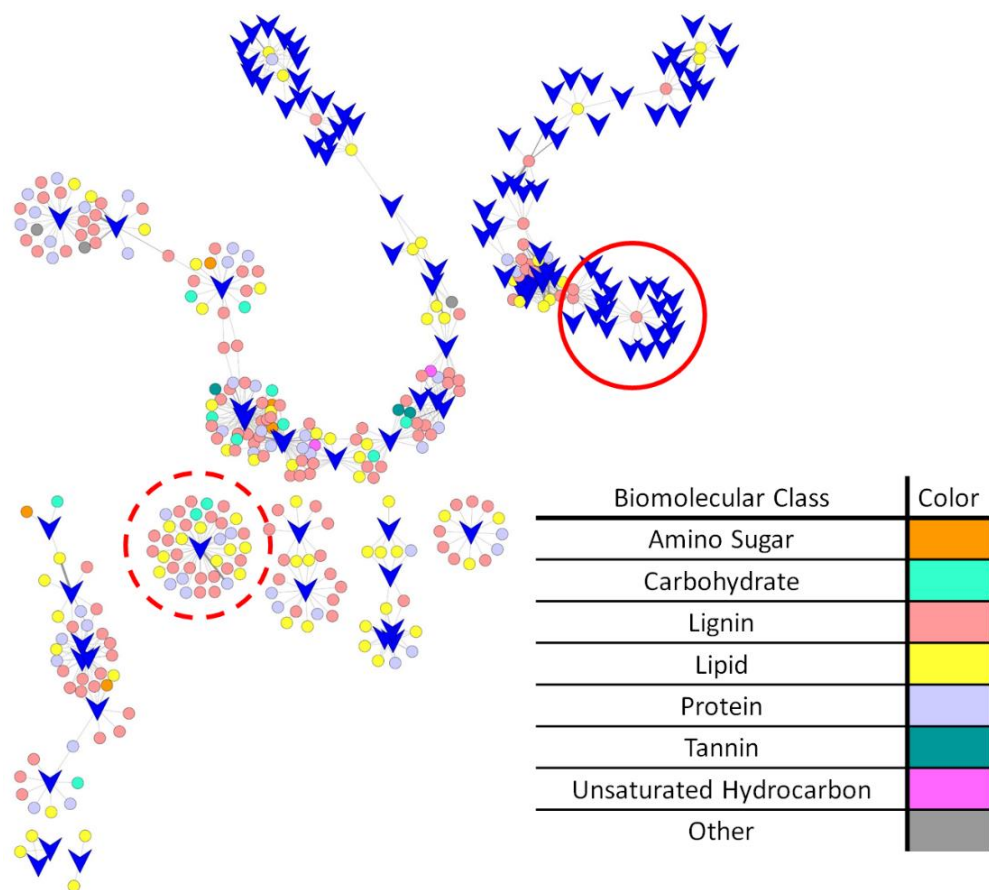 Biomolecular Class Color
Amino Sugar
Carbohydrate
Lignin
Lipid
Protein
Tannin
Unsaturated Hydrocarbon
Other